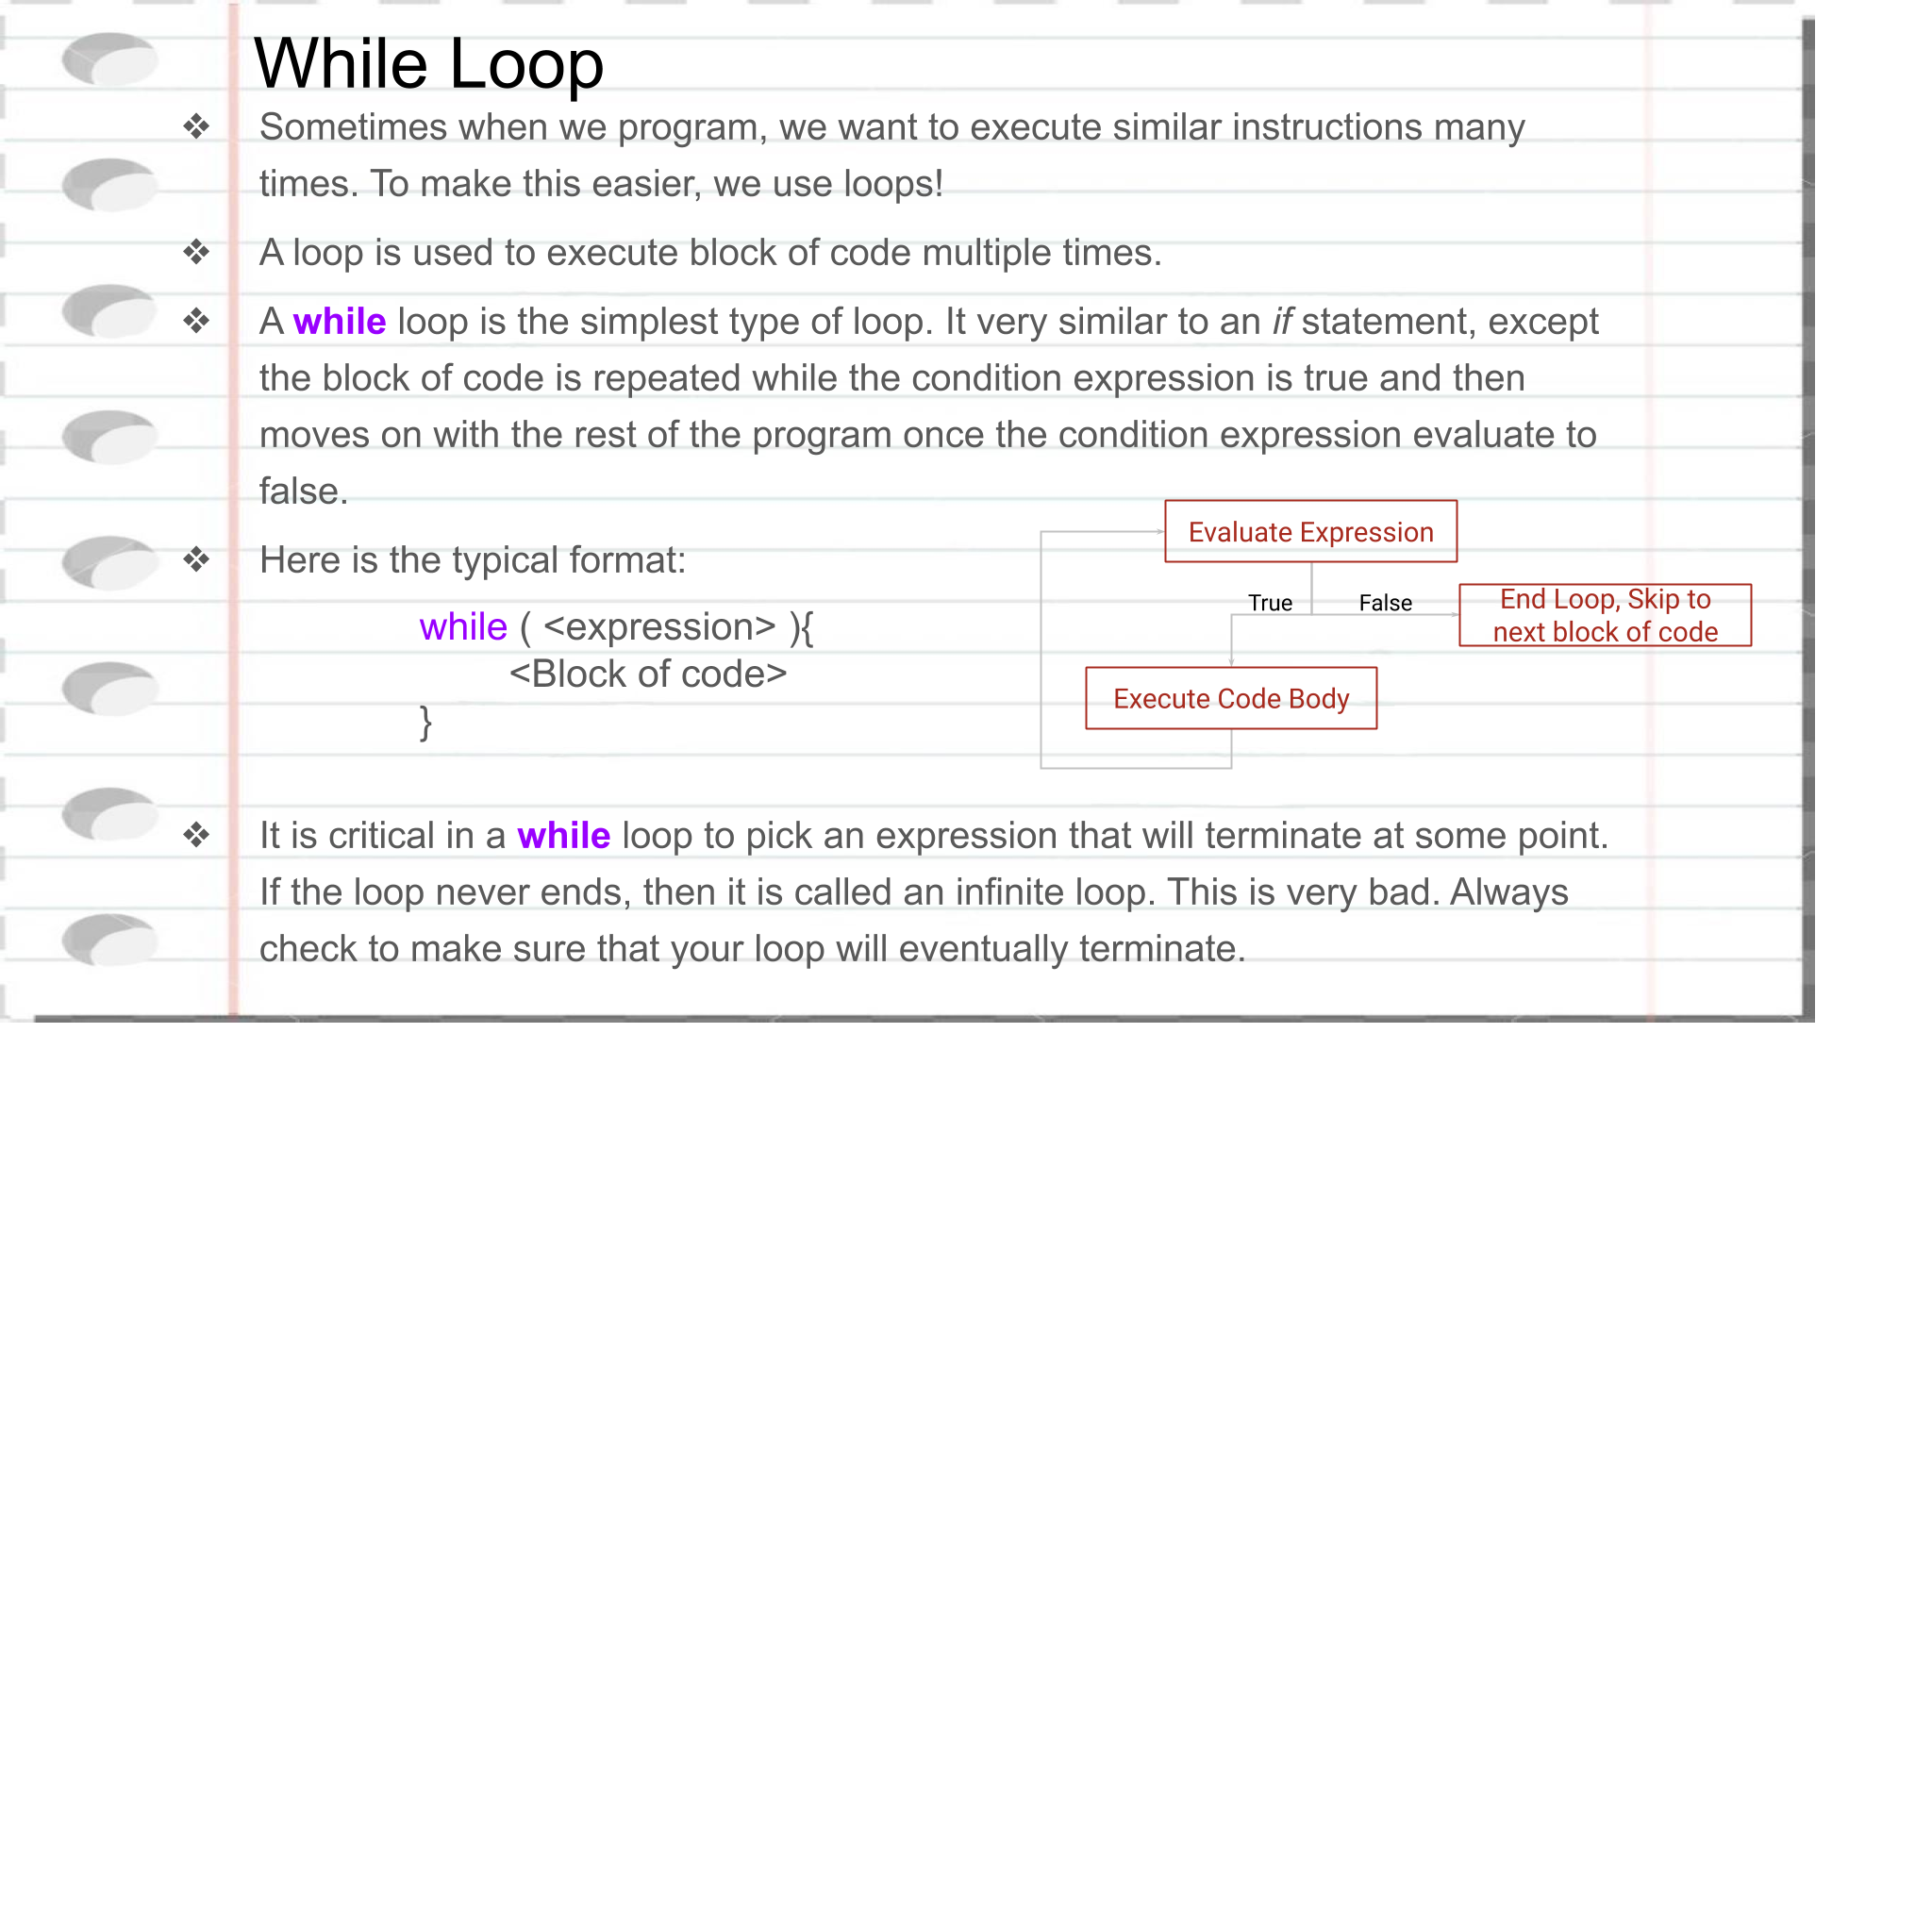 While Loop
❖ Sometimes when we program, we want to execute similar instructions many
times. To make this easier, we use loops!
❖ A loop is used to execute block of code multiple times.
❖ A while loop is the simplest type of loop. It very similar to an if statement, except
the block of code is repeated while the condition expression is true and then
moves on with the rest of the program once the condition expression evaluate to
false.
❖ Here is the typical format:
while ( <expression> ){
<Block of code>
}
Evaluate Expression
True False
End Loop, Skip to
next block of code
Execute Code Body
❖ It is critical in a while loop to pick an expression that will terminate at some point.
If the loop never ends, then it is called an infinite loop. This is very bad. Always
check to make sure that your loop will eventually terminate.